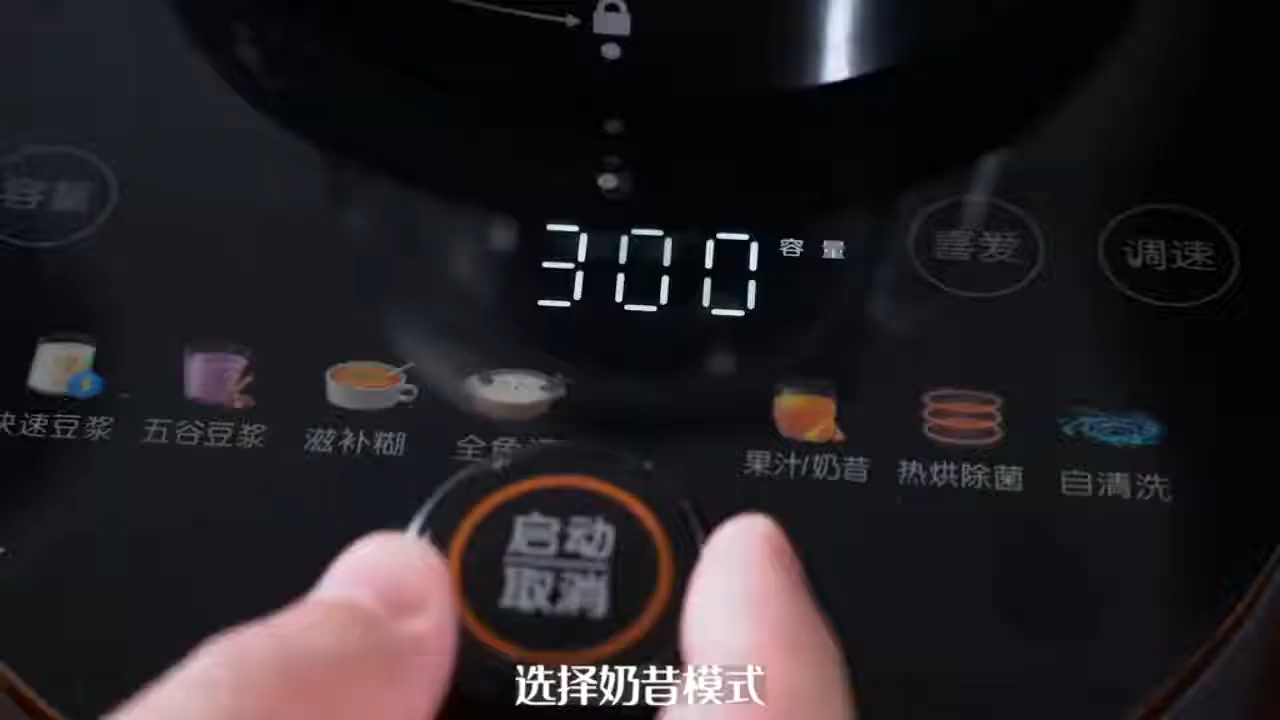 容量
300 容量
喜爱
调速
快速豆浆
五谷豆浆
滋补糊
全鱼
果汁/奶昔
热烘除菌
自清洗
启动
取消
选择奶昔模式